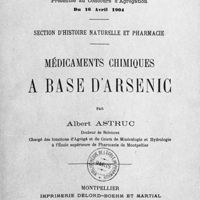 Présentée au Concours d'Agrégation
Du 16 Avril 1904
SECTION D'HISTOIRE NATURELLE ET PHARMACIE
MÉDICAMENTS CHIMIQUES
A BASE D'ARSENIC
PAR
Albert ASTRUC
Docteur ès Sciences
Chargé des fonctions d'Agrégé et du Cours de Minéralogie et Hydrologie
à l'École supérieure de Pharmacie de Montpellier
MONTPELLIER
IMPRIMERIE DELORD-BOEHM ET MARTIAL